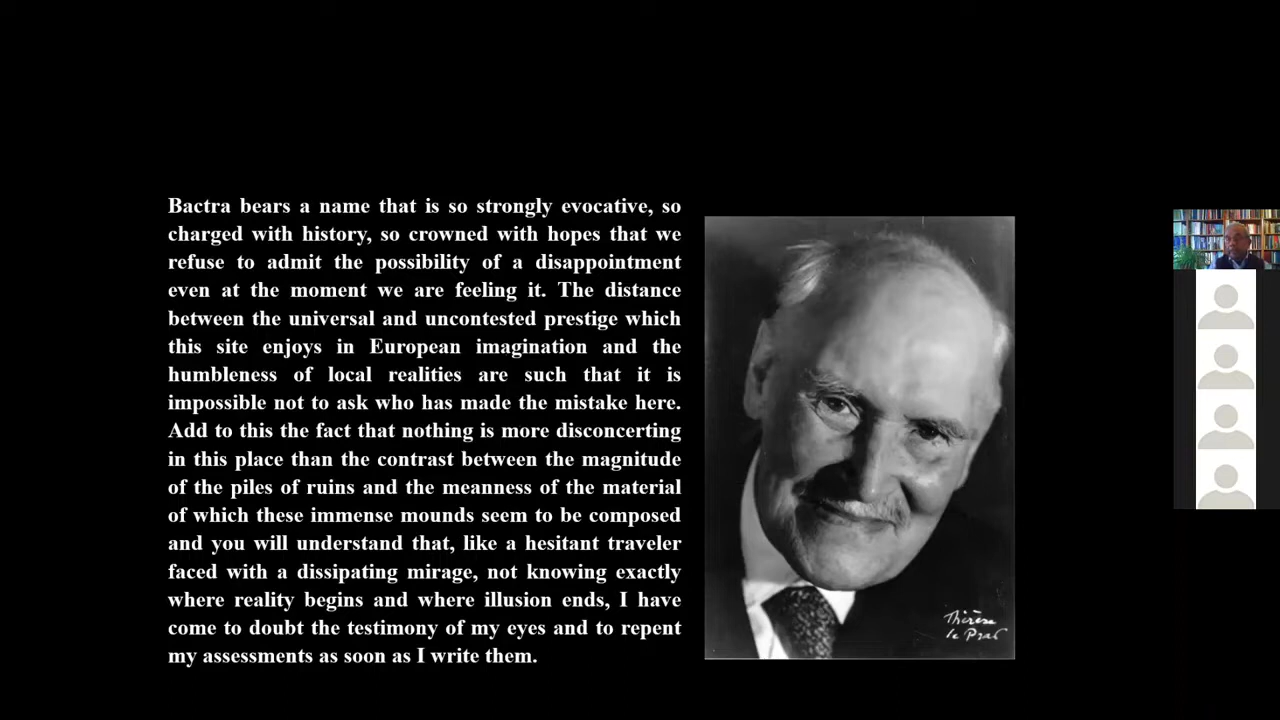 Bactra bears a name that is so strongly evocative, so
charged with history, so crowned with hopes that we
refuse to admit the possibility of a disappointment
even at the moment we are feeling it. The distance
between the universal and uncontested prestige which
this site enjoys in European imagination and the
humbleness of local realities are such that it is
impossible not to ask who has made the mistake here.
Add to this the fact that nothing is more disconcerting
in this place than the contrast between the magnitude
of the piles of ruins and the meanness of the material
of which these immense mounds seem to be composed
and you will understand that, like a hesitant traveler
faced with a dissipating mirage, not knowing exactly
where reality begins and where illusion ends, I have
come to doubt the testimony of my eyes and to repent
my assessments as soon as I write them.
Thérèse
le Prat